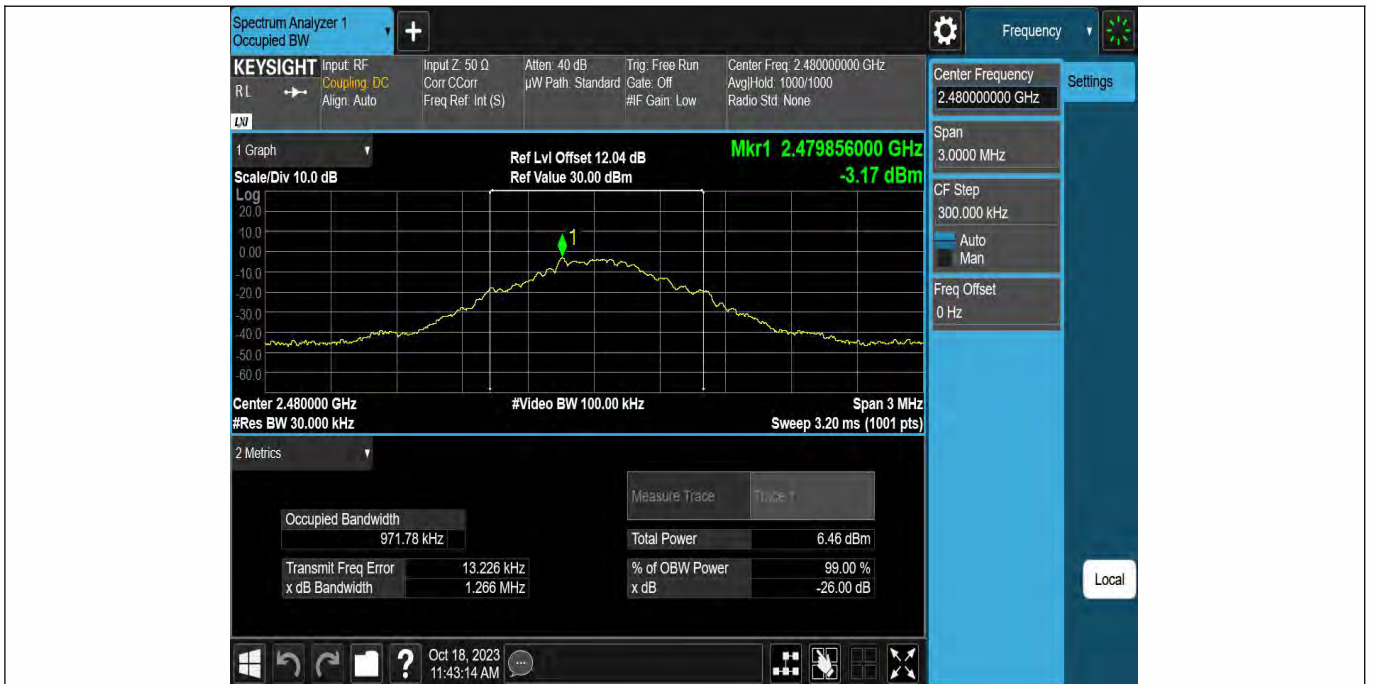 Spectrum Analyzer 1
Occupied BW
+
Frequency
KEYSIGHT
RL
LXI
Input: RF
Coupling: DC
Align: Auto
Input Z: 50 Ω
Corr CCorr
Freq Ref: Int (S)
Atten: 40 dB
µW Path: Standard
Trig: Free Run
Gate: Off
#IF Gain: Low
Center Freq: 2.480000000 GHz
Avg|Hold: 1000/1000
Radio Std: None
Center Frequency
2.480000000 GHz
Settings
Span
3.0000 MHz
CF Step
300.000 kHz
Auto
Man
Freq Offset
0 Hz
Local
1 Graph
Scale/Div 10.0 dB
Ref Lvl Offset 12.04 dB
Ref Value 30.00 dBm
Mkr1 2.479856000 GHz
-3.17 dBm
Log
20.0
10.0
0.00
-10.0
-20.0
-30.0
-40.0
-50.0
-60.0
1
Center 2.480000 GHz
#Video BW 100.00 kHz
Span 3 MHz
#Res BW 30.000 kHz
Sweep 3.20 ms (1001 pts)
2 Metrics
Measure Trace
Trace 1
Occupied Bandwidth
971.78 kHz
Total Power
6.46 dBm
Transmit Freq Error
13.226 kHz
% of OBW Power
99.00 %
x dB Bandwidth
1.266 MHz
x dB
-26.00 dB
?
Oct 18, 2023
11:43:14 AM